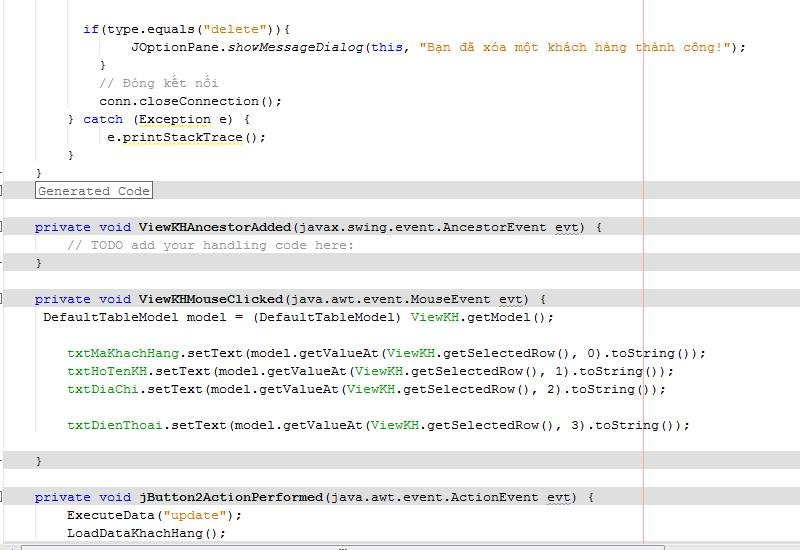 if(type.equals("delete")){
JOptionPane.showMessageDialog(this, "Bạn đã xóa một khách hàng thành công!");
}
// Đóng kết nối
conn.closeConnection();
} catch (Exception e) {
e.printStackTrace();
}
}
Generated Code
private void ViewKHAncestorAdded(javax.swing.event.AncestorEvent evt) {
// TODO add your handling code here:
}
private void ViewKHMouseClicked(java.awt.event.MouseEvent evt) {
DefaultTableModel model = (DefaultTableModel) ViewKH.getModel();
txtMaKhachHang.setText(model.getValueAt(ViewKH.getSelectedRow(), 0).toString());
txtHoTenKH.setText(model.getValueAt(ViewKH.getSelectedRow(), 1).toString());
txtDiaChi.setText(model.getValueAt(ViewKH.getSelectedRow(), 2).toString());
txtDienThoai.setText(model.getValueAt(ViewKH.getSelectedRow(), 3).toString());
}
private void jButton2ActionPerformed(java.awt.event.ActionEvent evt) {
ExecuteData("update");
LoadDataKhachHang();